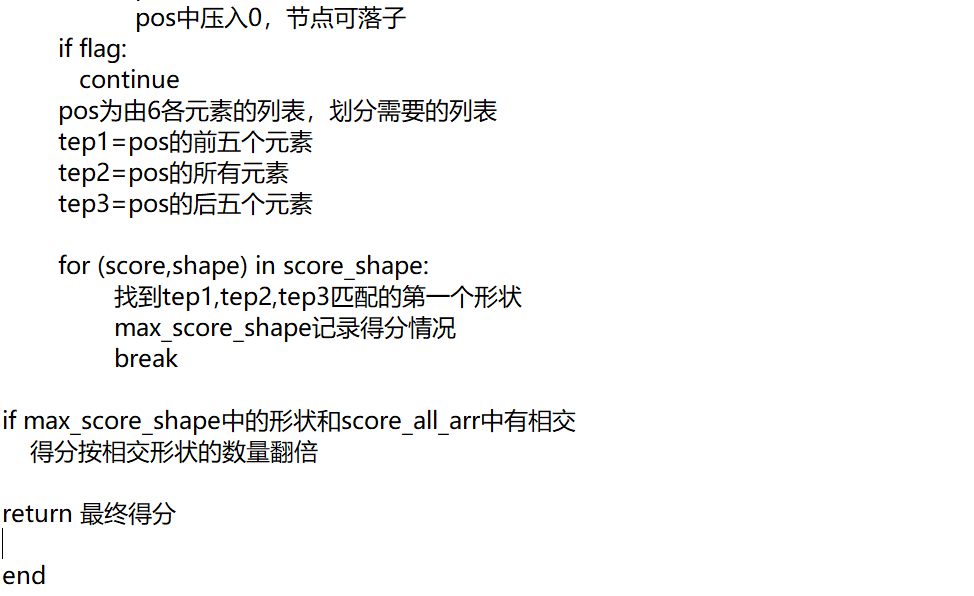 pos中压入0，节点可落子
if flag:
continue
pos为由6各元素的列表，划分需要的列表
tep1=pos的前五个元素
tep2=pos的所有元素
tep3=pos的后五个元素
for (score,shape) in score_shape:
找到tep1,tep2,tep3匹配的第一个形状
max_score_shape记录得分情况
break
if max_score_shape中的形状和score_all_arr中有相交
得分按相交形状的数量翻倍
return 最终得分
end